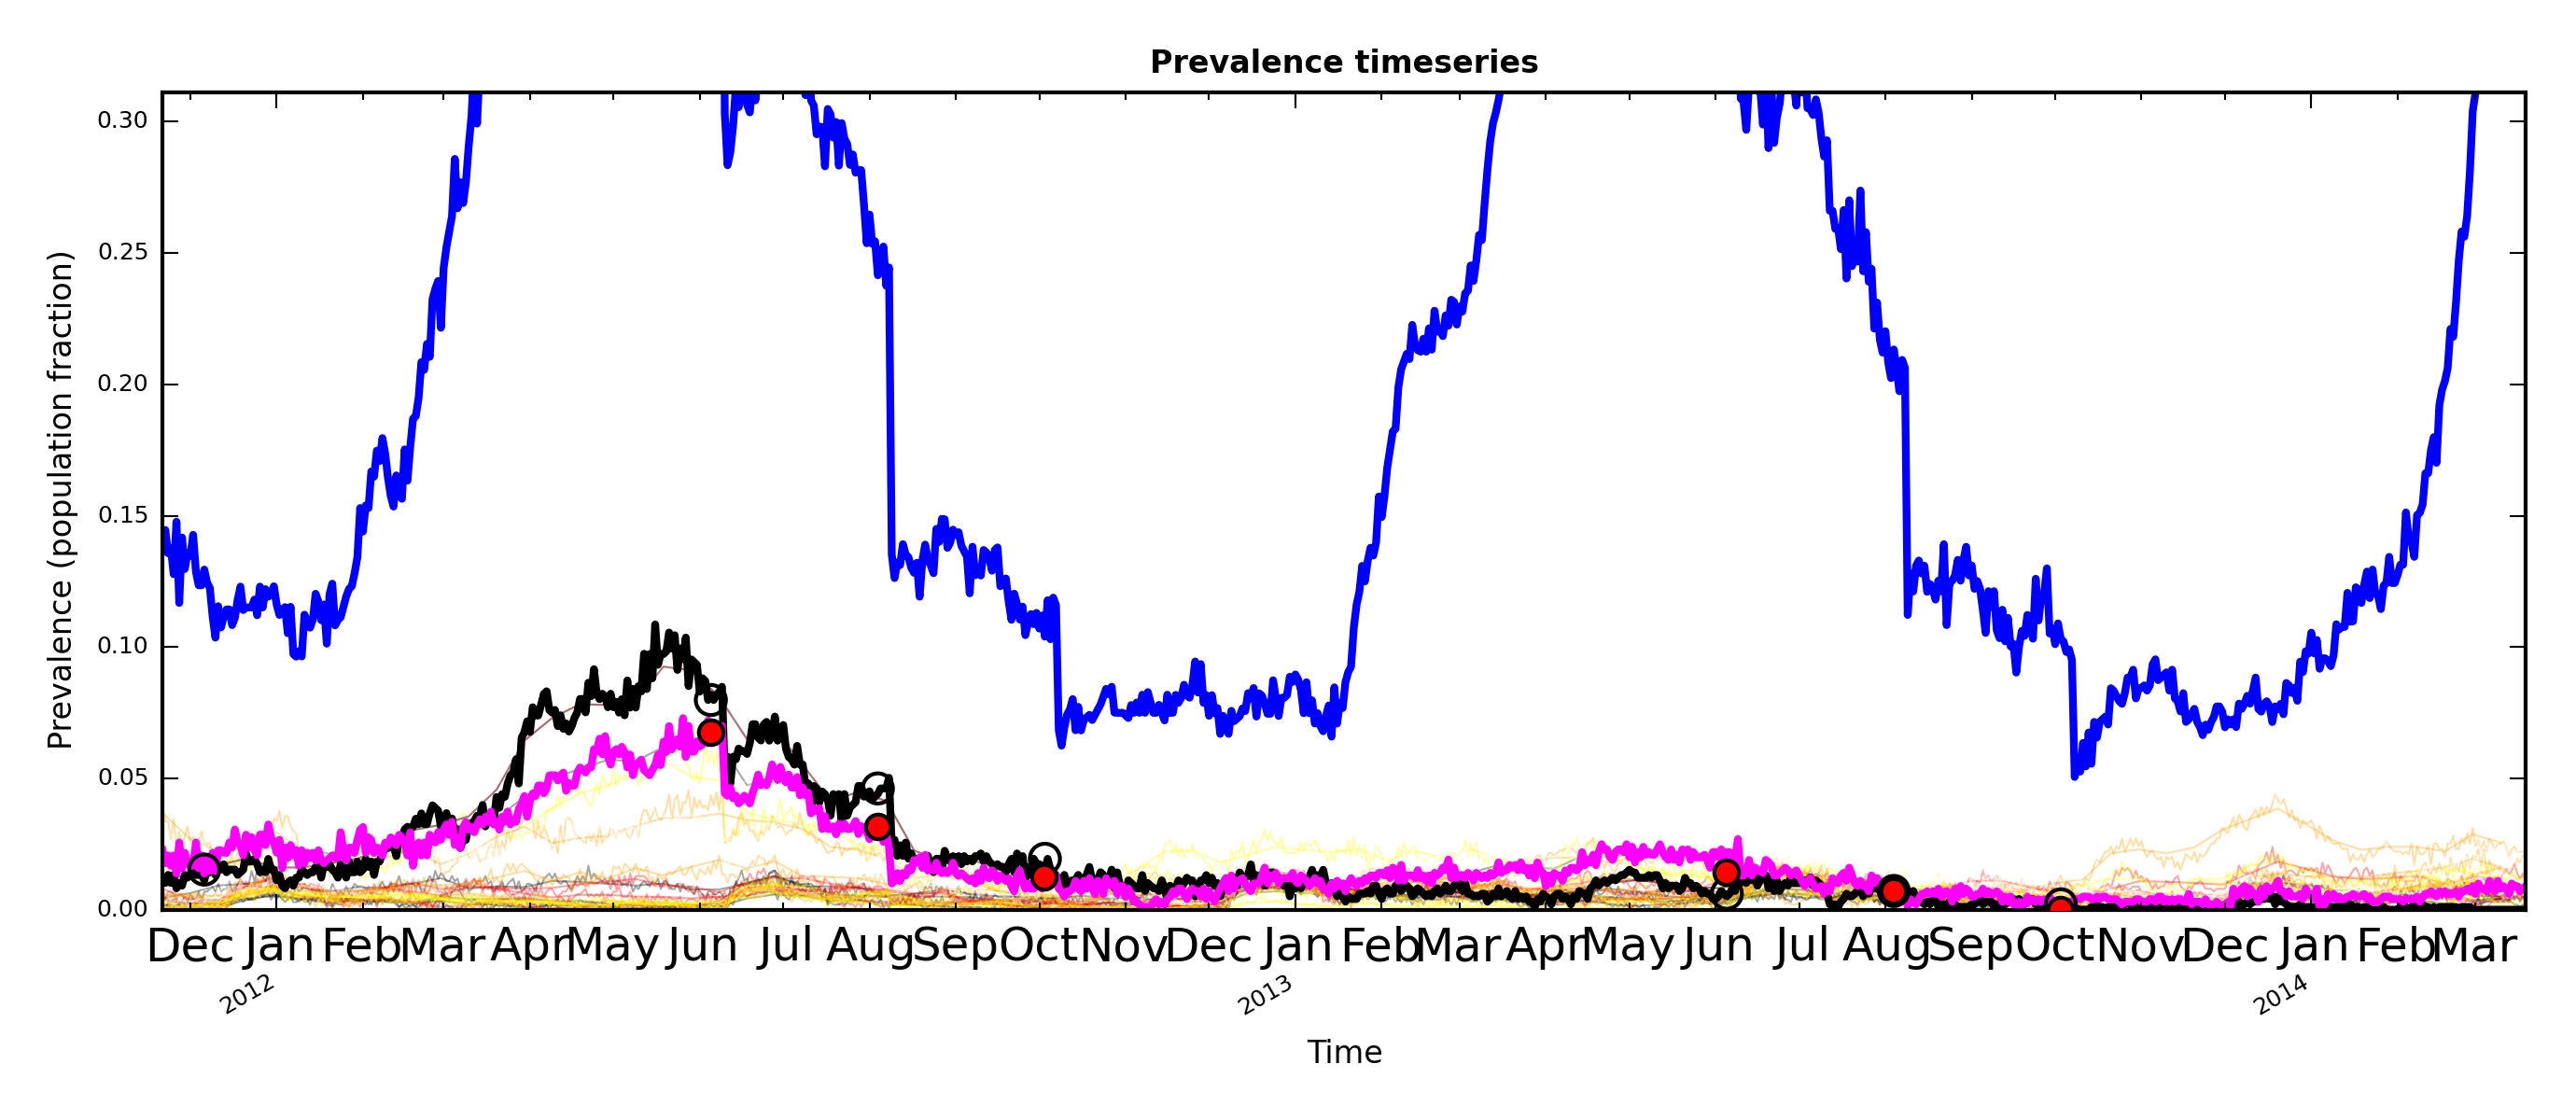 Prevalence timeseries
Prevalence (population fraction)
0.30
0.25
0.20
0.15
0.10
0.05
0.00
Dec Jan Feb Mar Apr May Jun Jul Aug Sep Oct Nov Dec Jan Feb Mar Apr May Jun Jul Aug Sep Oct Nov Dec Jan Feb Mar
2012 2013 2014
Time